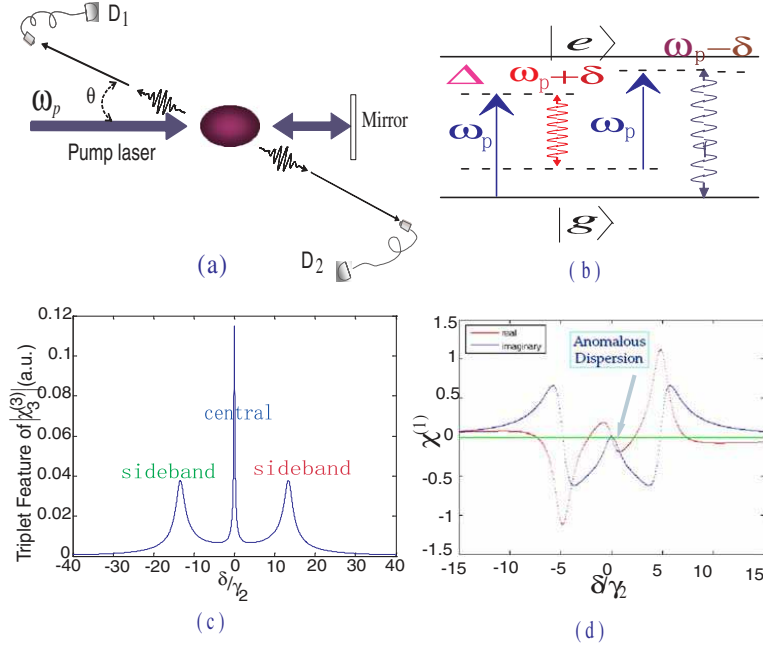 D1
θ
ωp
Pump laser
Mirror
D2
(a)
|e⟩
Δ
ωp+δ
ωp−δ
ωp
ωp
|g⟩
(b)
Triplet Feature of |χ3^(3)| (a.u.)
0.12
0.1
0.08
0.06
0.04
0.02
0
central
sideband
sideband
-40
-30
-20
-10
0
10
20
30
40
δ/γ2
(c)
χ^(1)
1.5
1
0.5
0
-0.5
-1
-1.5
real
imaginary
Anomalous
Dispersion
-15
-10
-5
0
5
10
15
δ/γ2
(d)